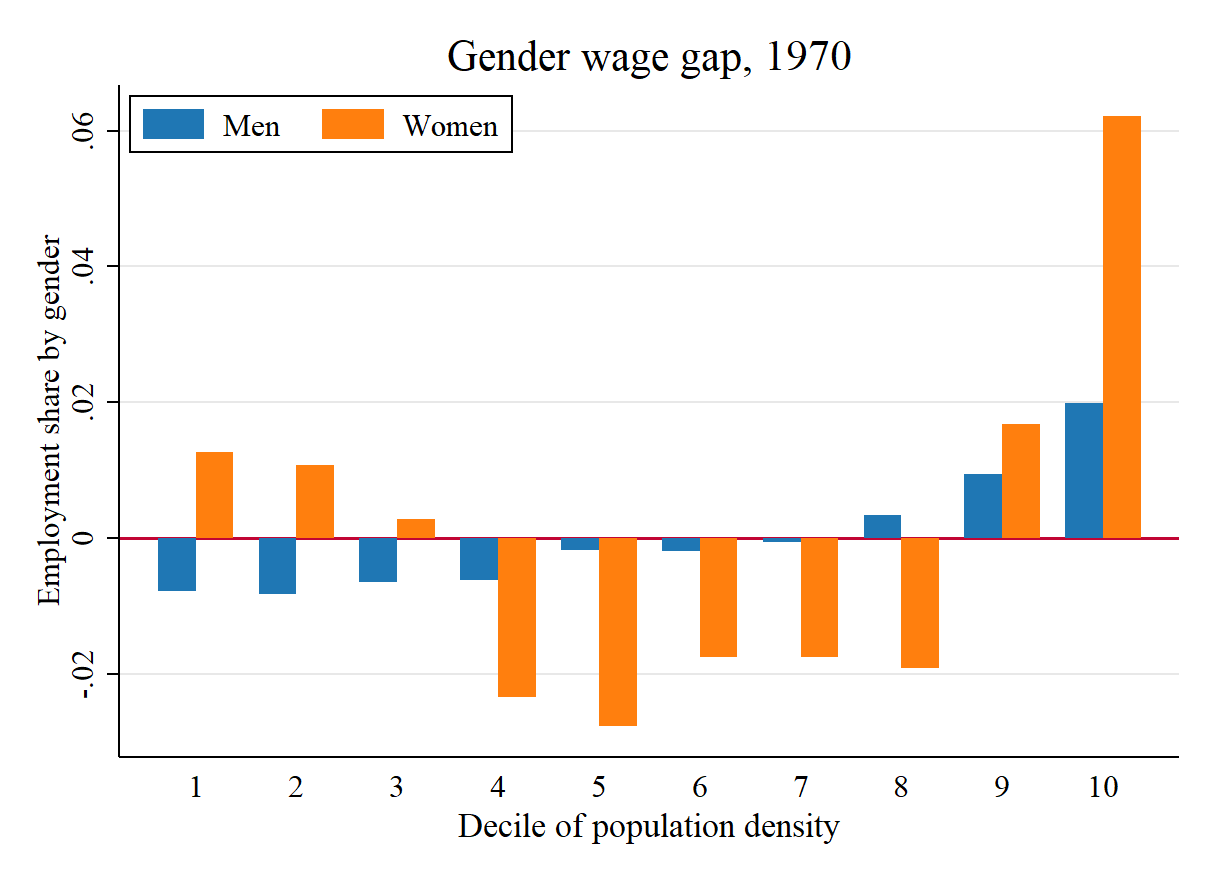 Gender wage gap, 1970
Men
Women
Employment share by gender
.06
.04
.02
0
-.02
1 2 3 4 5 6 7 8 9 10
Decile of population density